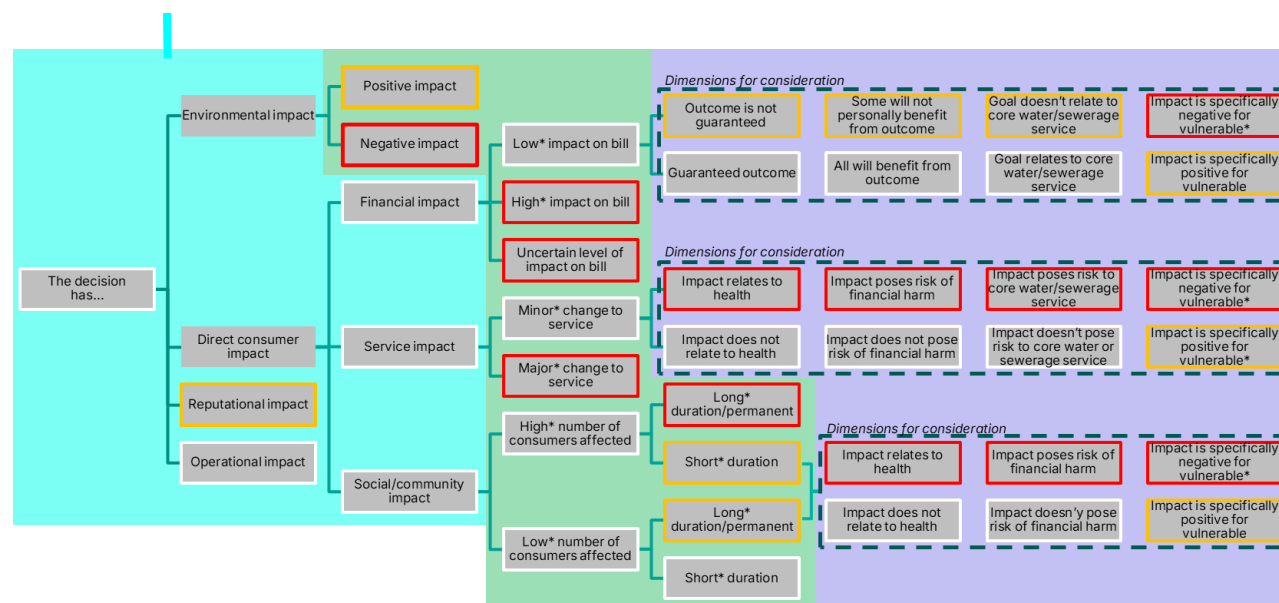 The decision
has...
Environmental impact
Direct consumer
impact
Reputational impact
Operational impact
Positive impact
Negative impact
Financial impact
Service impact
Social/community
impact
Low* impact on bill
High* impact on bill
Uncertain level of
impact on bill
Minor* change to
service
Major* change to
service
High* number of
consumers affected
Low* number of
consumers affected
Long*
duration/permanent
Short* duration
Long*
duration/permanent
Short* duration
Dimensions for consideration
Outcome is not
guaranteed
Some will not
personally benefit
from outcome
Goal doesn't relate to
core water/sewerage
service
Impact is specifically
negative for
vulnerable*
Guaranteed outcome
All will benefit from
outcome
Goal relates to core
water/sewerage
service
Impact is specifically
positive for
vulnerable
Dimensions for consideration
Impact relates to
health
Impact poses risk of
financial harm
Impact poses risk to
core water/sewerage
service
Impact is specifically
negative for
vulnerable*
Impact does not
relate to health
Impact does not pose
risk of financial harm
Impact doesn't pose
risk to core water or
sewerage service
Impact is specifically
positive for
vulnerable*
Dimensions for consideration
Impact relates to
health
Impact poses risk of
financial harm
Impact is specifically
negative for
vulnerable*
Impact does not
relate to health
Impact doesn'y pose
risk of financial harm
Impact is specifically
positive for
vulnerable